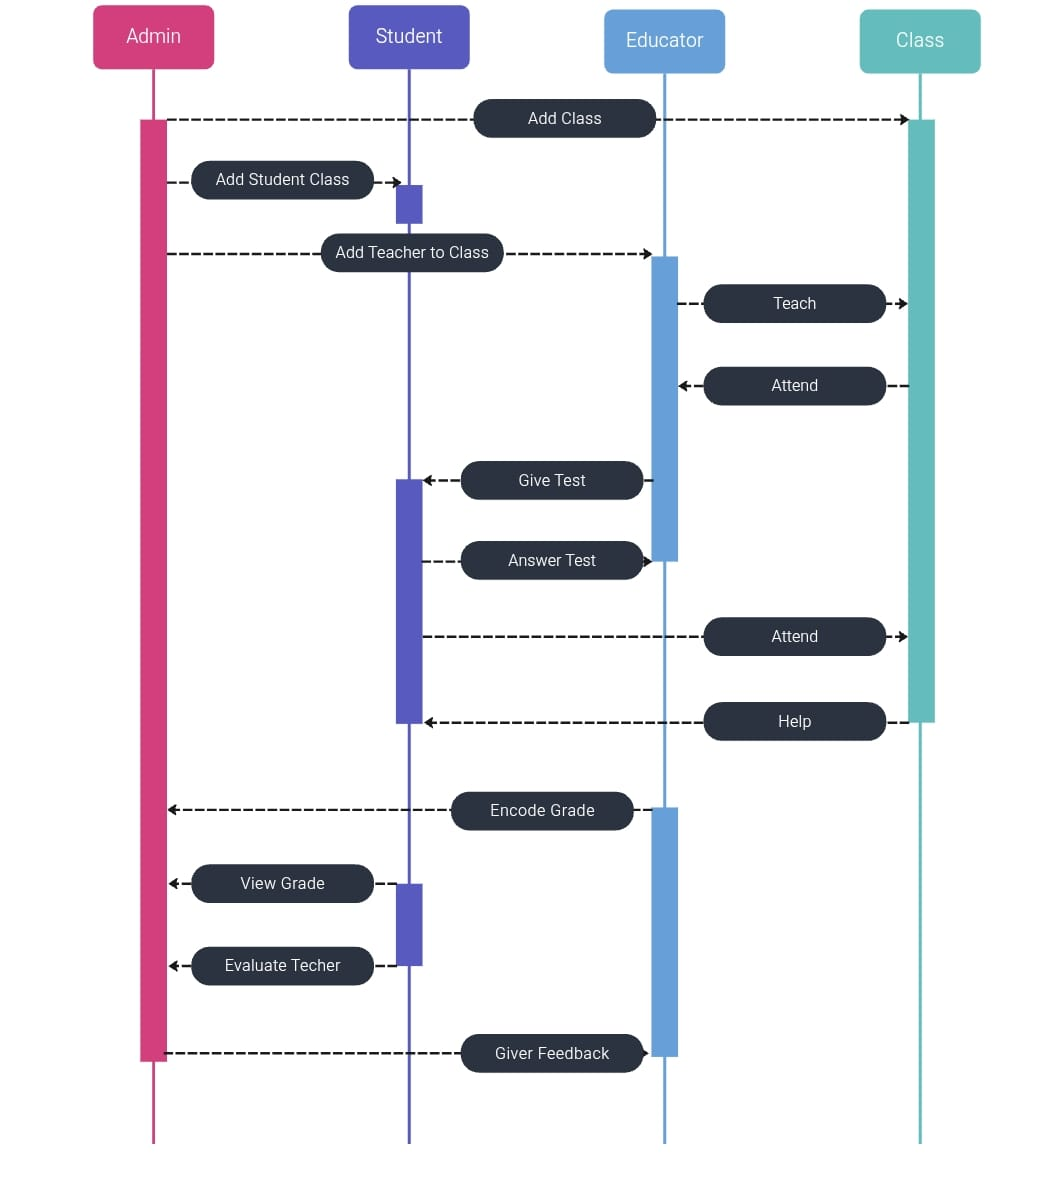 Admin
Student
Educator
Class
Add Class
Add Student Class
Add Teacher to Class
Teach
Attend
Give Test
Answer Test
Attend
Help
Encode Grade
View Grade
Evaluate Techer
Giver Feedback